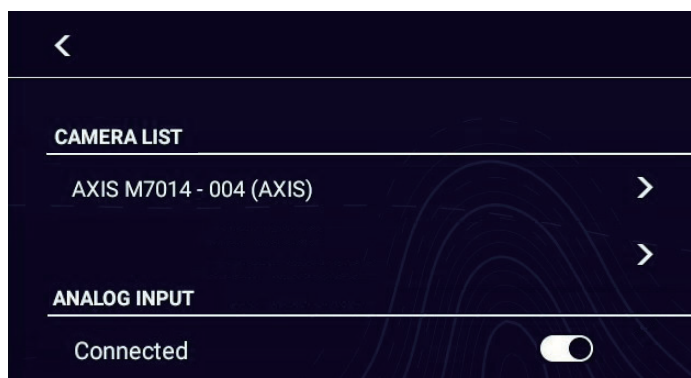 CAMERA LIST
AXIS M7014 - 004 (AXIS)
ANALOG INPUT
Connected